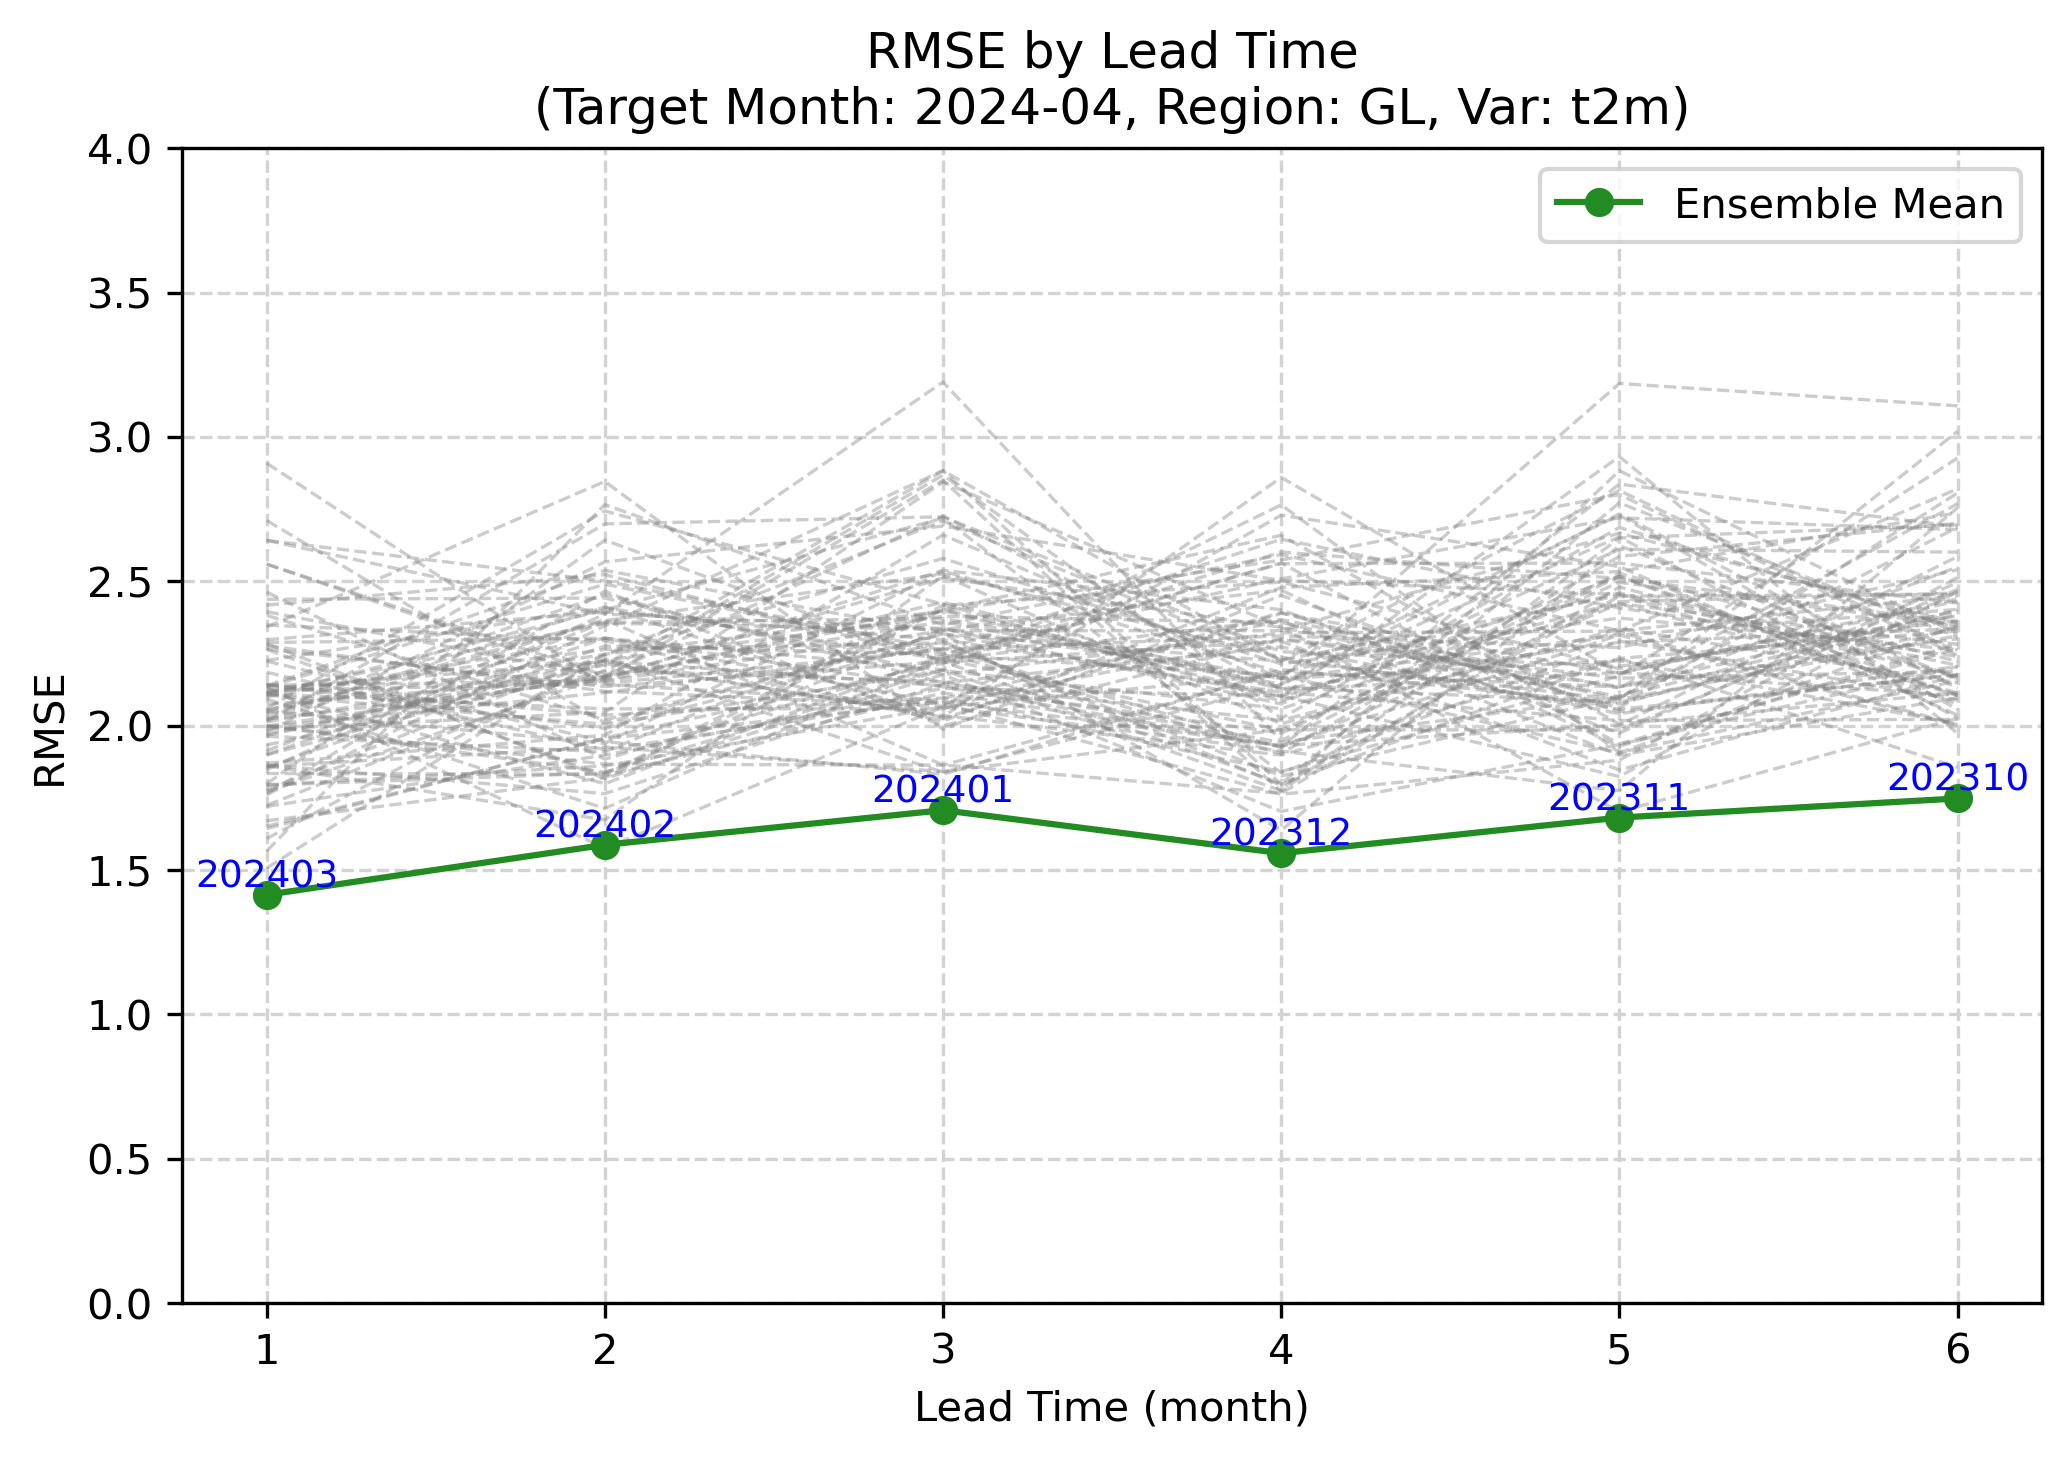 RMSE by Lead Time
(Target Month: 2024-04, Region: GL, Var: t2m)
Ensemble Mean
RMSE
4.0
3.5
3.0
2.5
2.0
1.5
1.0
0.5
0.0
202403
202402
202401
202312
202311
202310
1 2 3 4 5 6
Lead Time (month)